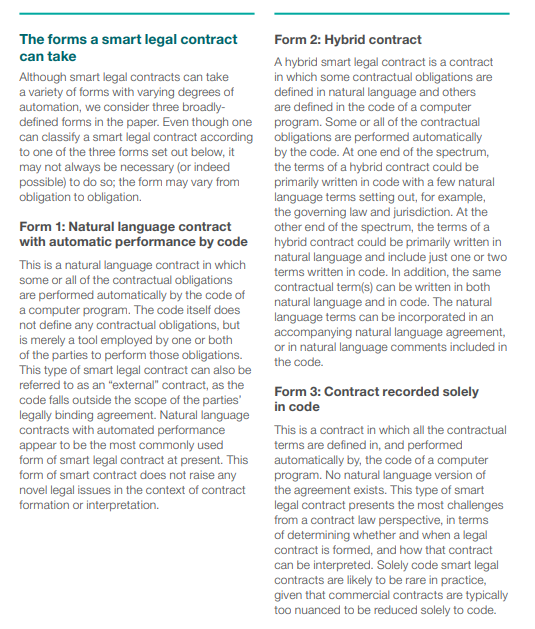 The forms a smart legal contract
can take
Although smart legal contracts can take
a variety of forms with varying degrees of
automation, we consider three broadly-
defined forms in the paper. Even though one
can classify a smart legal contract according
to one of the three forms set out below, it
may not always be necessary (or indeed
possible) to do so; the form may vary from
obligation to obligation.
Form 1: Natural language contract
with automatic performance by code
This is a natural language contract in which
some or all of the contractual obligations
are performed automatically by the code of
a computer program. The code itself does
not define any contractual obligations, but
is merely a tool employed by one or both
of the parties to perform those obligations.
This type of smart legal contract can also be
referred to as an “external” contract, as the
code falls outside the scope of the parties’
legally binding agreement. Natural language
contracts with automated performance
appear to be the most commonly used
form of smart legal contract at present. This
form of smart contract does not raise any
novel legal issues in the context of contract
formation or interpretation.
Form 2: Hybrid contract
A hybrid smart legal contract is a contract
in which some contractual obligations are
defined in natural language and others
are defined in the code of a computer
program. Some or all of the contractual
obligations are performed automatically
by the code. At one end of the spectrum,
the terms of a hybrid contract could be
primarily written in code with a few natural
language terms setting out, for example,
the governing law and jurisdiction. At the
other end of the spectrum, the terms of a
hybrid contract could be primarily written in
natural language and include just one or two
terms written in code. In addition, the same
contractual term(s) can be written in both
natural language and in code. The natural
language terms can be incorporated in an
accompanying natural language agreement,
or in natural language comments included in
the code.
Form 3: Contract recorded solely
in code
This is a contract in which all the contractual
terms are defined in, and performed
automatically by, the code of a computer
program. No natural language version of
the agreement exists. This type of smart
legal contract presents the most challenges
from a contract law perspective, in terms
of determining whether and when a legal
contract is formed, and how that contract
can be interpreted. Solely code smart legal
contracts are likely to be rare in practice,
given that commercial contracts are typically
too nuanced to be reduced solely to code.